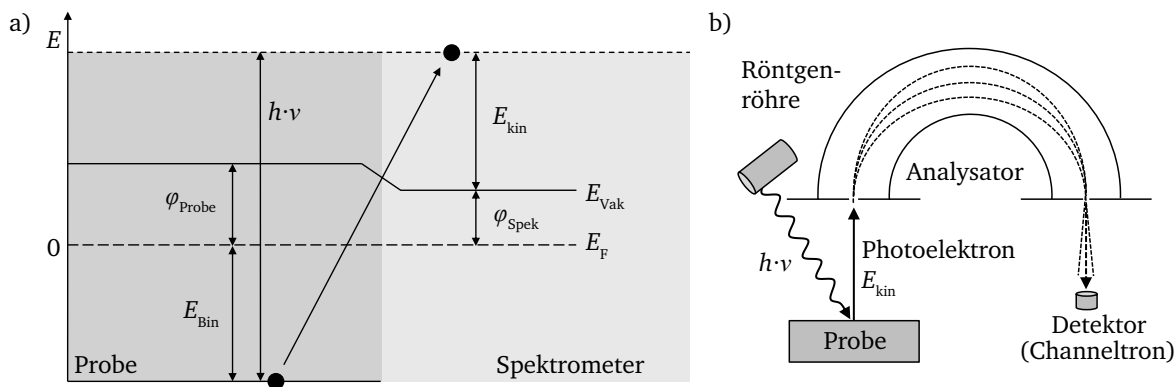 a)
E
h·ν
E_kin
φ_Probe
E_Vak
φ_Spek
0
E_F
E_Bin
Probe
Spektrometer
b)
Röntgen-
röhre
Analysator
Photoelektron
h·ν
E_kin
Probe
Detektor
(Channeltron)